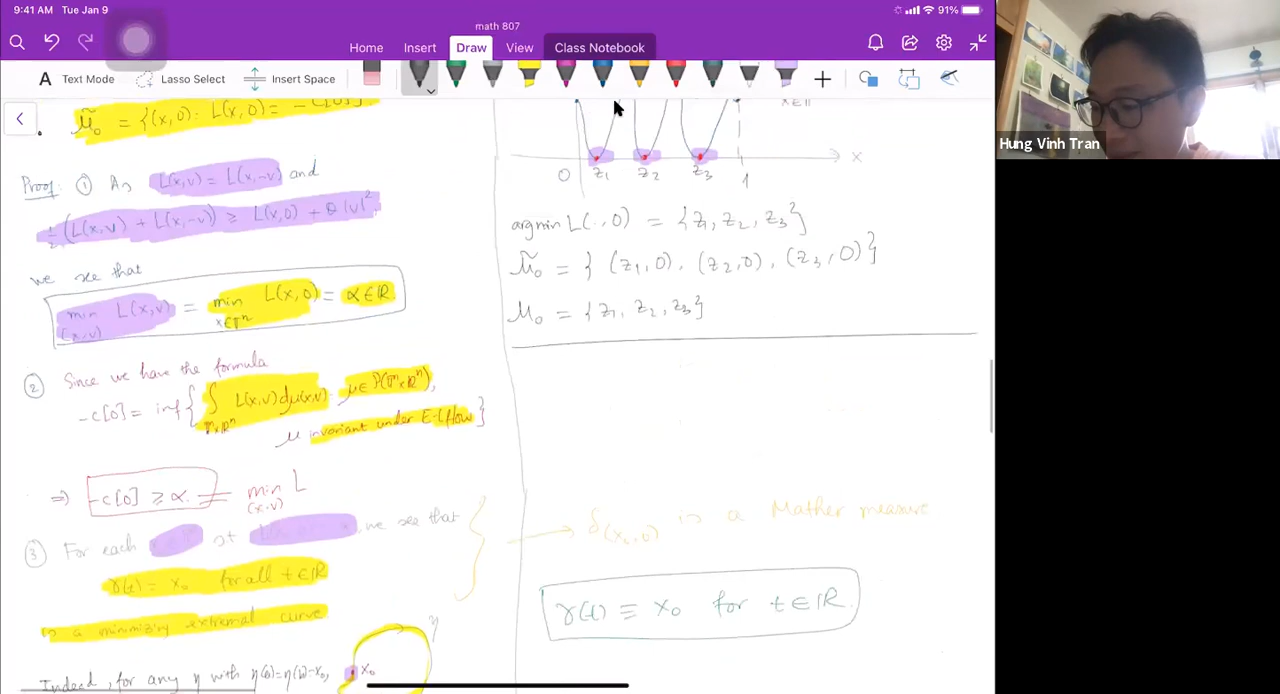 9:41 AM Tue Jan 9
91%
math 807
Home Insert Draw View Class Notebook
A Text Mode Lasso Select Insert Space
M̃₀ = {(x,0): L(x,0) = -c[0]}
Proof: ① As L(x,v) = L(x,-v) and
½(L(x,v) + L(x,-v) ≥ L(x,0) + θ|v|²,
we see that
min L(x,v) = min L(x,0) = α ∈ ℝ
(x,v) x∈𝕋ⁿ
② Since we have the formula
-c[0] = inf { ∫ L(x,v)dμ(x,v): μ ∈ P(𝕋ⁿ×ℝⁿ),
𝕋ⁿ×ℝⁿ
μ invariant under E-L flow }
⇒ -c[0] ≥ α = min L
(x,v)
③ For each st we see that
γ(t) = x₀ for all t ∈ ℝ
is a minimizing extremal curve
η
Indeed, for any η with η(a)=η(b)=x₀,
x₀
x∈𝕋
0 z₁ z₂ z₃ 1 x
argmin L(·,0) = {z₁, z₂, z₃}
M̃₀ = { (z₁,0), (z₂,0), (z₃,0) }
M₀ = {z₁, z₂, z₃}
→ δ(x₀,0) is a Mather measure
γ(t) ≡ x₀ for t ∈ ℝ
Hung Vinh Tran